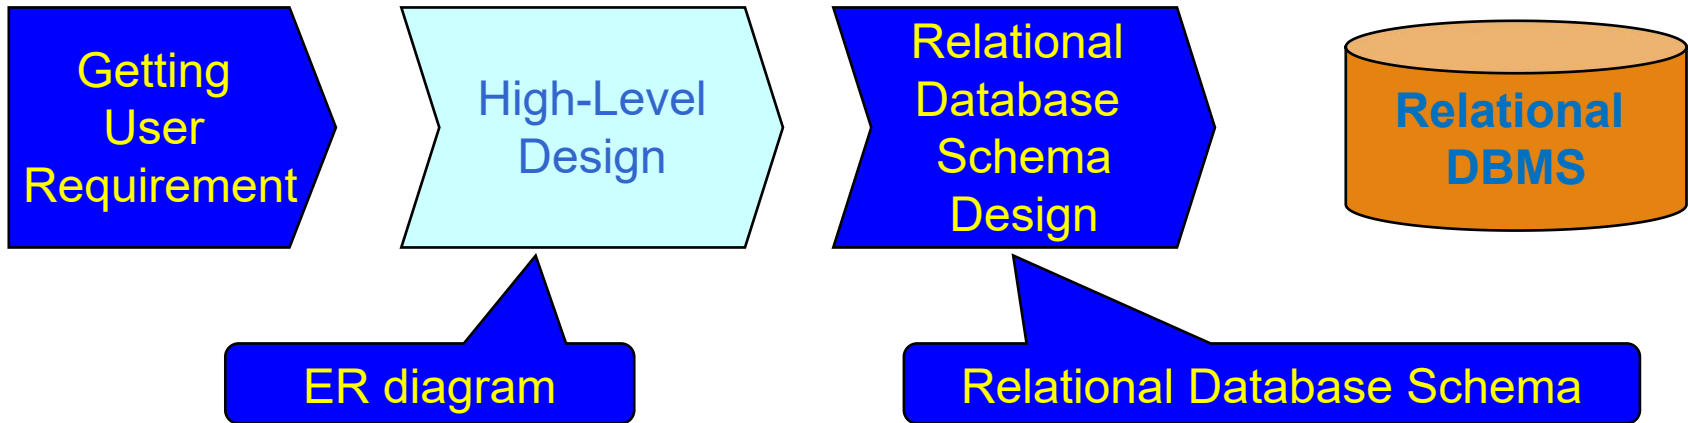 Getting
User
Requirement
High-Level
Design
Relational
Database
Schema
Design
Relational
DBMS
ER diagram
Relational Database Schema